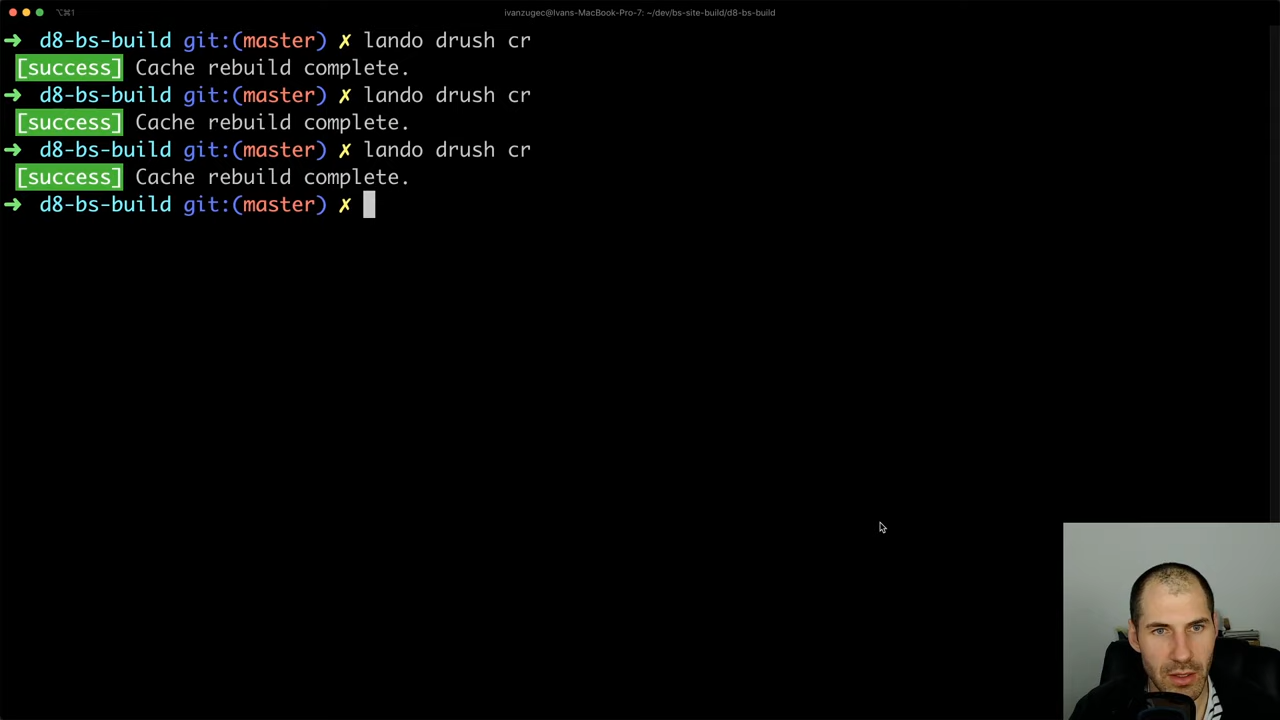 ⌥⌘1
ivanzugec@Ivans-MacBook-Pro-7: ~/dev/bs-site-build/d8-bs-build
➜ d8-bs-build git:(master) ✗ lando drush cr
[success] Cache rebuild complete.
➜ d8-bs-build git:(master) ✗ lando drush cr
[success] Cache rebuild complete.
➜ d8-bs-build git:(master) ✗ lando drush cr
[success] Cache rebuild complete.
➜ d8-bs-build git:(master) ✗